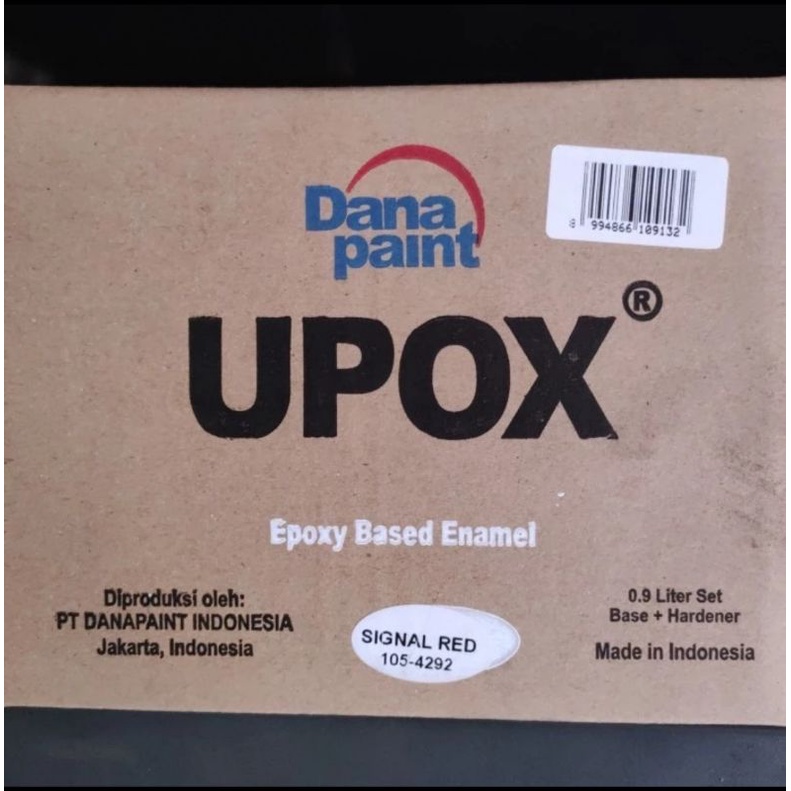 Dana
paint
8 994866 109132
UPOX®
Epoxy Based Enamel
Diproduksi oleh:
PT DANAPAINT INDONESIA
Jakarta, Indonesia
SIGNAL RED
105-4292
0.9 Liter Set
Base + Hardener
Made in Indonesia